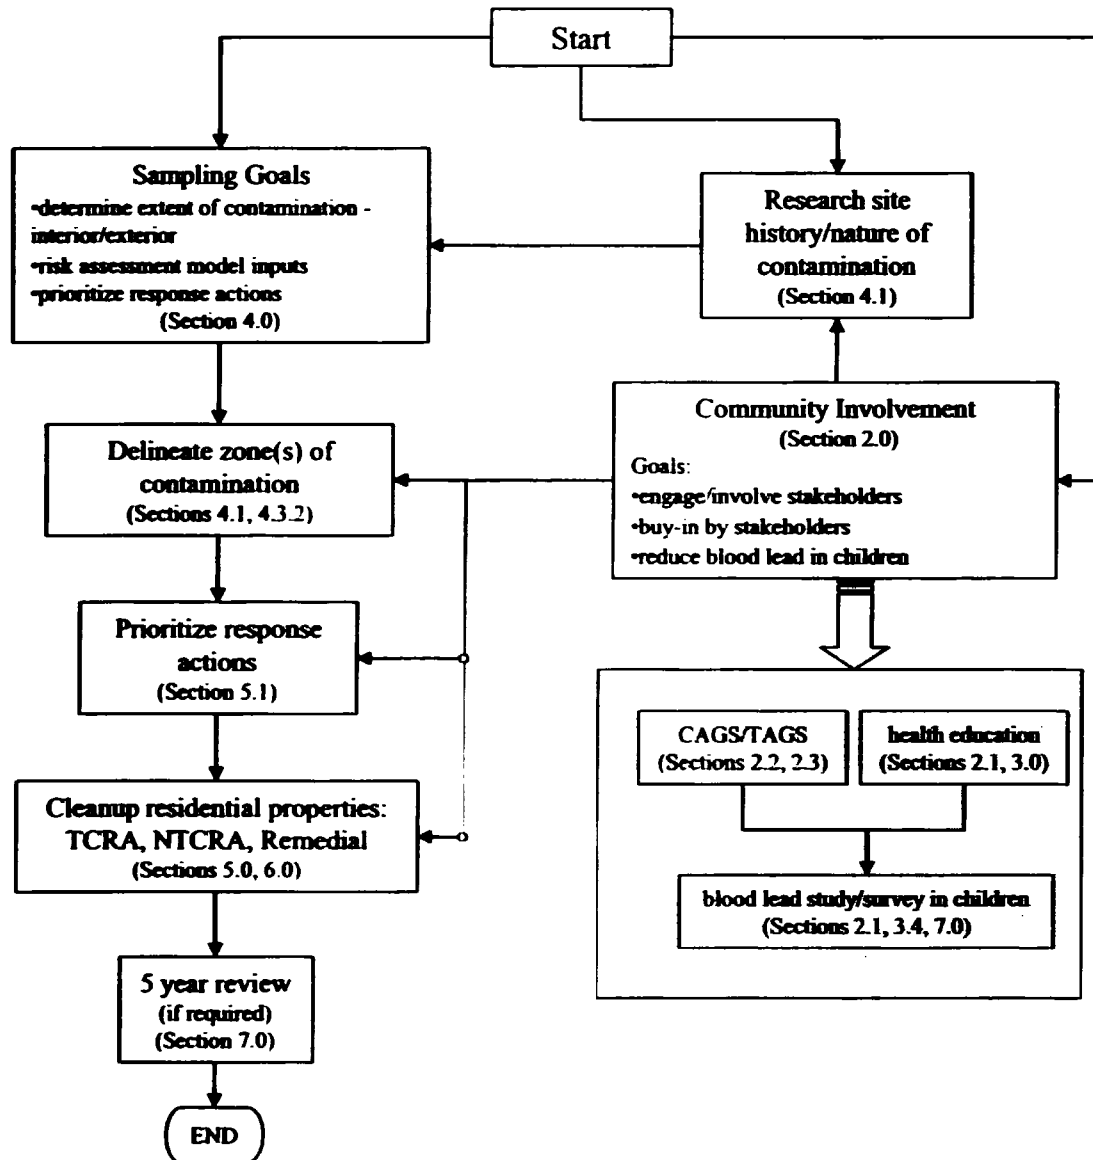 Start
Sampling Goals
•determine extent of contamination -
interior/exterior
•risk assessment model inputs
•prioritize response actions
(Section 4.0)
Research site
history/nature of
contamination
(Section 4.1)
Community Involvement
(Section 2.0)
Goals:
•engage/involve stakeholders
•buy-in by stakeholders
•reduce blood lead in children
Delineate zone(s) of
contamination
(Sections 4.1, 4.3.2)
Prioritize response
actions
(Section 5.1)
CAGS/TAGS
(Sections 2.2, 2.3)
health education
(Sections 2.1, 3.0)
Cleanup residential properties:
TCRA, NTCRA, Remedial
(Sections 5.0, 6.0)
blood lead study/survey in children
(Sections 2.1, 3.4, 7.0)
5 year review
(if required)
(Section 7.0)
END